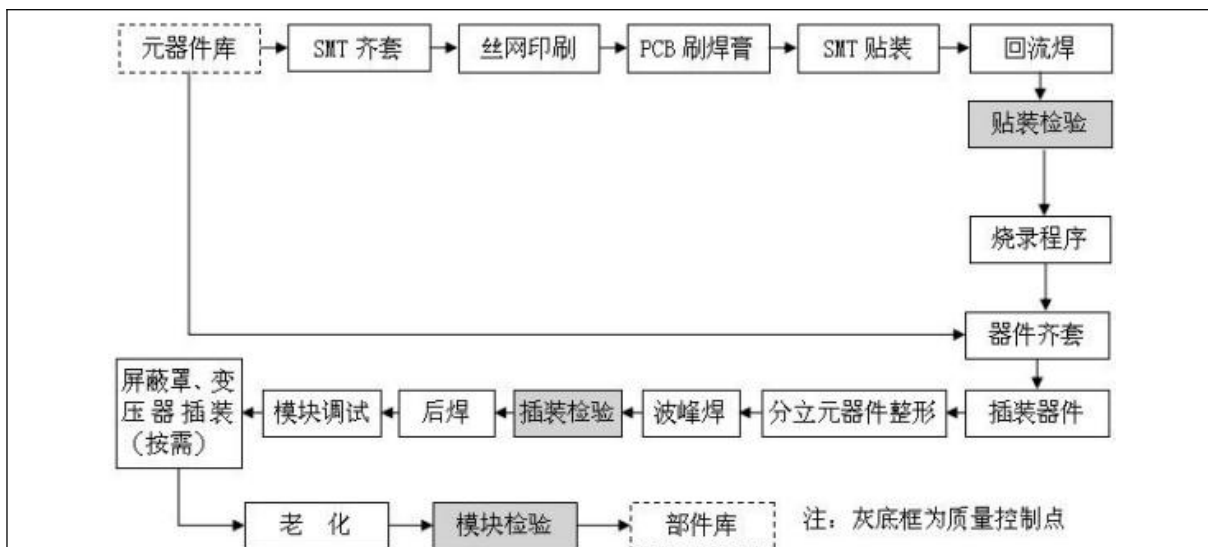 元器件库
SMT 齐套
丝网印刷
PCB 刷焊膏
SMT 贴装
回流焊
贴装检验
烧录程序
器件齐套
屏蔽罩、变
压器插装
（按需）
模块调试
后焊
插装检验
波峰焊
分立元器件整形
插装器件
老 化
模块检验
部件库
注：灰底框为质量控制点